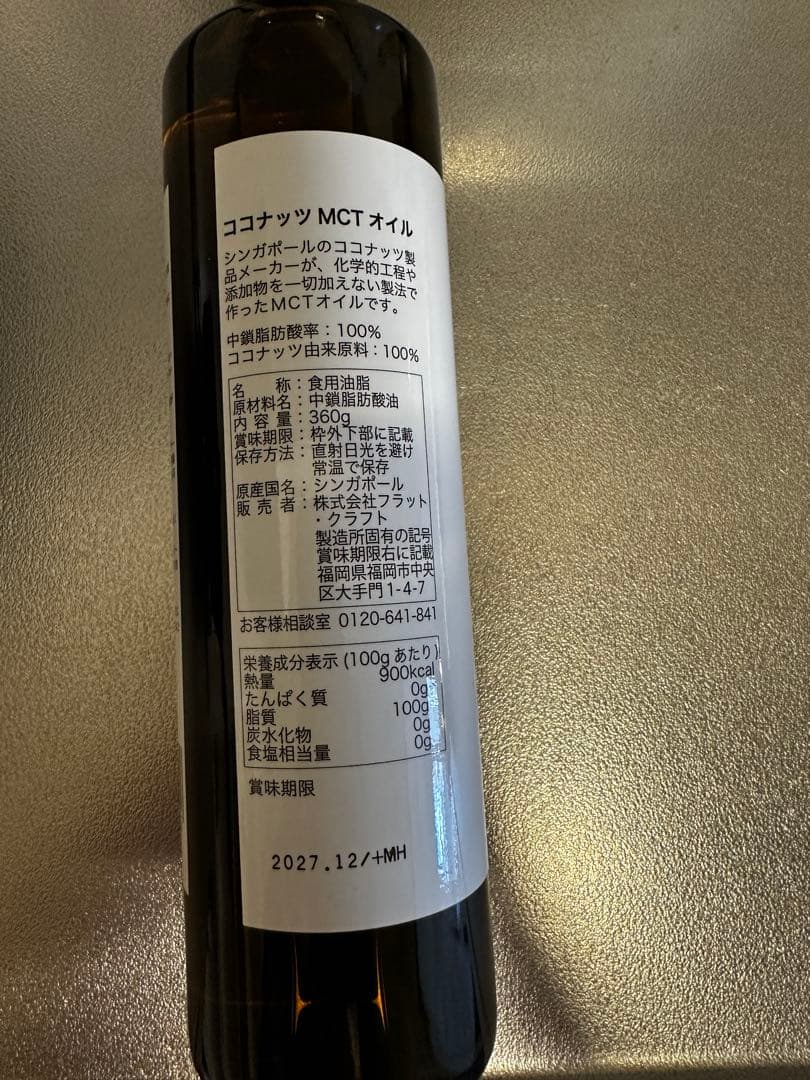 ココナッツ MCT オイル
シンガポールのココナッツ製
品メーカーが、化学的工程や
添加物を一切加えない製法で
作ったMCTオイルです。
中鎖脂肪酸率：100%
ココナッツ由来原料：100%
名　　称：食用油脂
原材料名：中鎖脂肪酸油
内 容 量：360g
賞味期限：枠外下部に記載
保存方法：直射日光を避け
常温で保存
原産国名：シンガポール
販 売 者：株式会社フラット
・クラフト
製造所固有の記号
賞味期限右に記載
福岡県福岡市中央
区大手門1-4-7
お客様相談室 0120-641-841
栄養成分表示 (100gあたり)
熱量 900kcal
たんぱく質 0g
脂質 100g
炭水化物 0g
食塩相当量 0g
賞味期限
2027.12/+MH